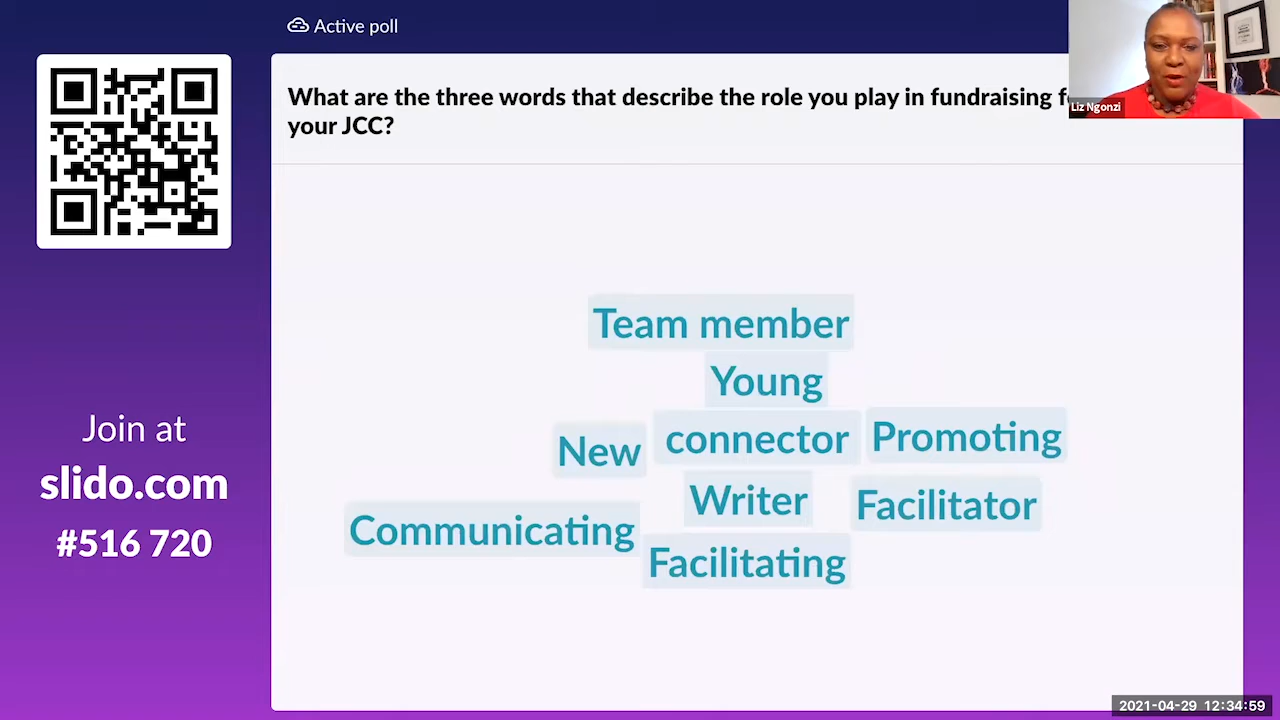 Active poll
What are the three words that describe the role you play in fundraising f
your JCC?
Liz Ngonzi
Team member
Young
New
connector
Promoting
Writer
Facilitator
Communicating
Facilitating
Join at
slido.com
#516 720
2021-04-29 12:34:59